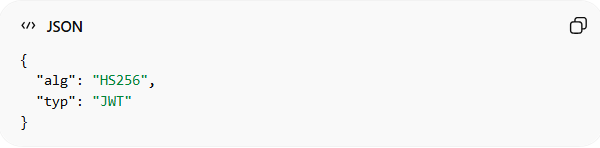 JSON
{
  "alg": "HS256",
  "typ": "JWT"
}